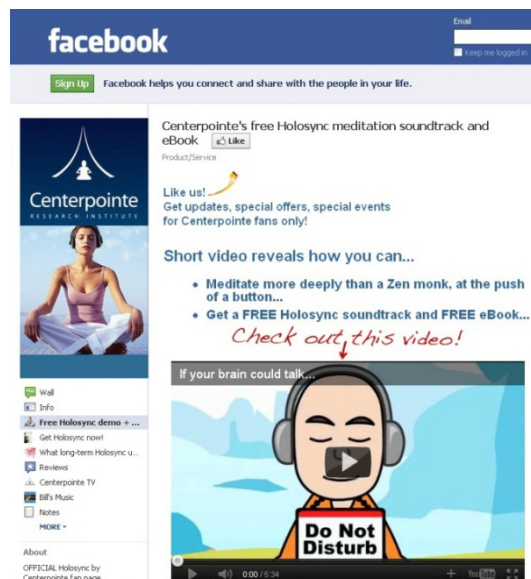 facebook
Email
Keep me logged in
Sign Up
Facebook helps you connect and share with the people in your life.
Centerpointe
RESEARCH INSTITUTE
Centerpointe's free Holosync meditation soundtrack and
eBook
Like
Product/Service
Like us!
Get updates, special offers, special events
for Centerpointe fans only!
Short video reveals how you can...
• Meditate more deeply than a Zen monk, at the push
of a button...
• Get a FREE Holosync soundtrack and FREE eBook...
Check out this video!
If your brain could talk...
Do Not
Disturb
0:00 / 5:34
YouTube
Wall
Info
Free Holosync demo + ...
Get Holosync now!
What long-term Holosync u...
Reviews
Centerpointe TV
Bill's Music
Notes
MORE
About
OFFICIAL Holosync by
Centerpointe fan page